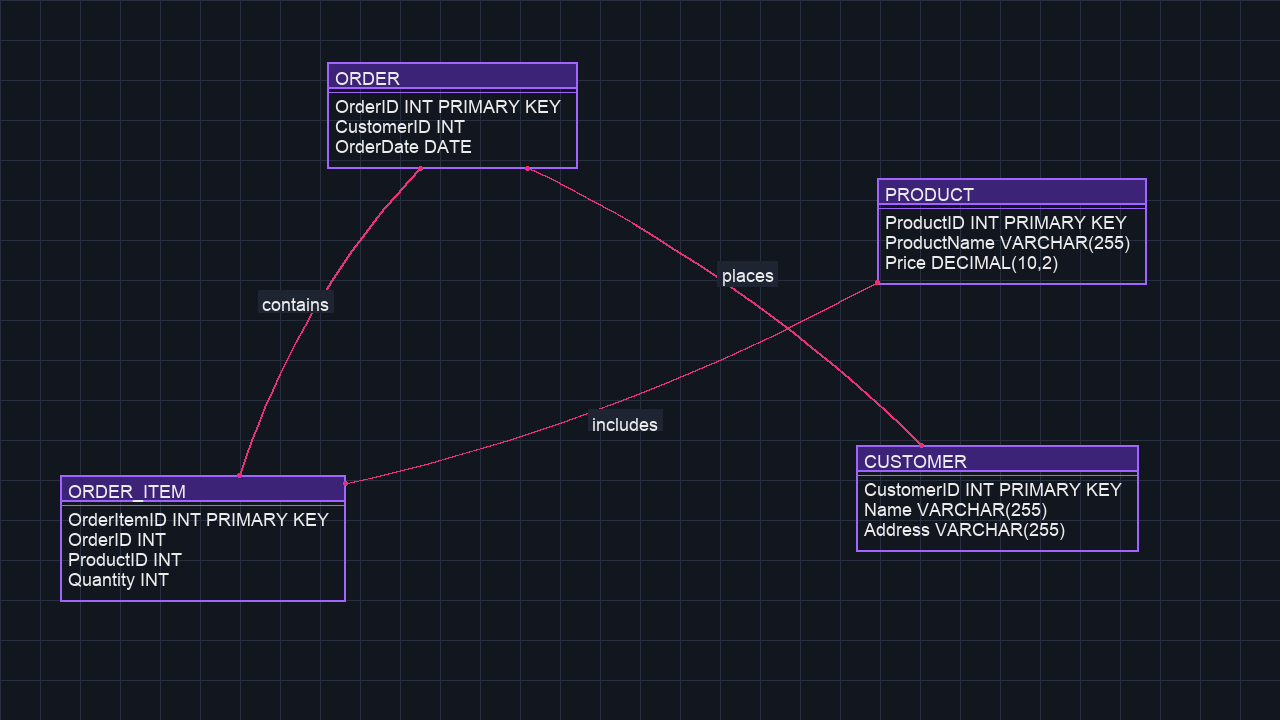 ORDER
OrderID INT PRIMARY KEY
CustomerID INT
OrderDate DATE
PRODUCT
ProductID INT PRIMARY KEY
ProductName VARCHAR(255)
Price DECIMAL(10,2)
places
contains
includes
CUSTOMER
CustomerID INT PRIMARY KEY
Name VARCHAR(255)
Address VARCHAR(255)
ORDER_ITEM
OrderItemID INT PRIMARY KEY
OrderID INT
ProductID INT
Quantity INT